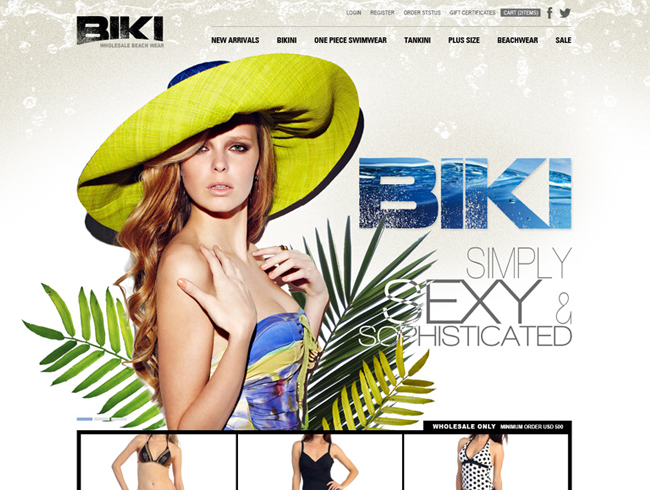 LOGIN REGISTER ORDER STSTUS GIFT CERTIFICATES CART (2ITEMS)
BIKI
WHOLESALE BEACH WEAR
NEW ARRIVALS BIKINI ONE PIECE SWIMWEAR TANKINI PLUS SIZE BEACHWEAR SALE
BIKI
SIMPLY
SEXY &
SOPHISTICATED
WHOLESALE ONLY MINIMUM ORDER USD 500